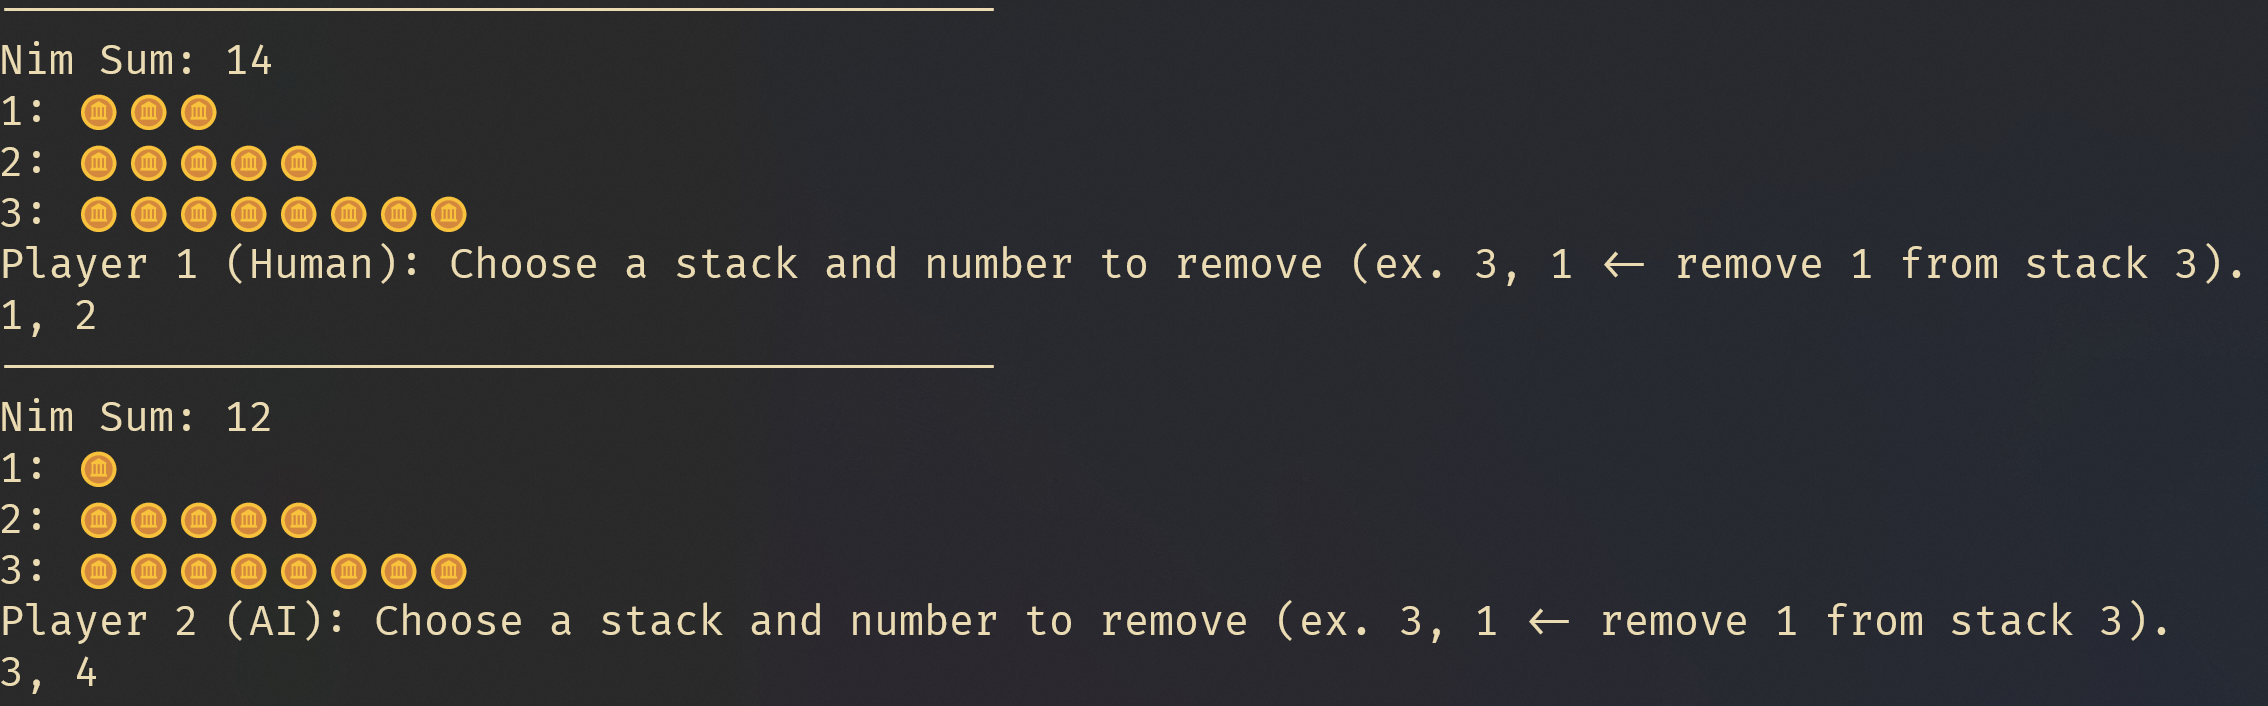 Nim Sum: 14
1: 🪙🪙🪙
2: 🪙🪙🪙🪙🪙
3: 🪙🪙🪙🪙🪙🪙🪙🪙
Player 1 (Human): Choose a stack and number to remove (ex. 3, 1 ← remove 1 from stack 3).
1, 2
Nim Sum: 12
1: 🪙
2: 🪙🪙🪙🪙🪙
3: 🪙🪙🪙🪙🪙🪙🪙🪙
Player 2 (AI): Choose a stack and number to remove (ex. 3, 1 ← remove 1 from stack 3).
3, 4